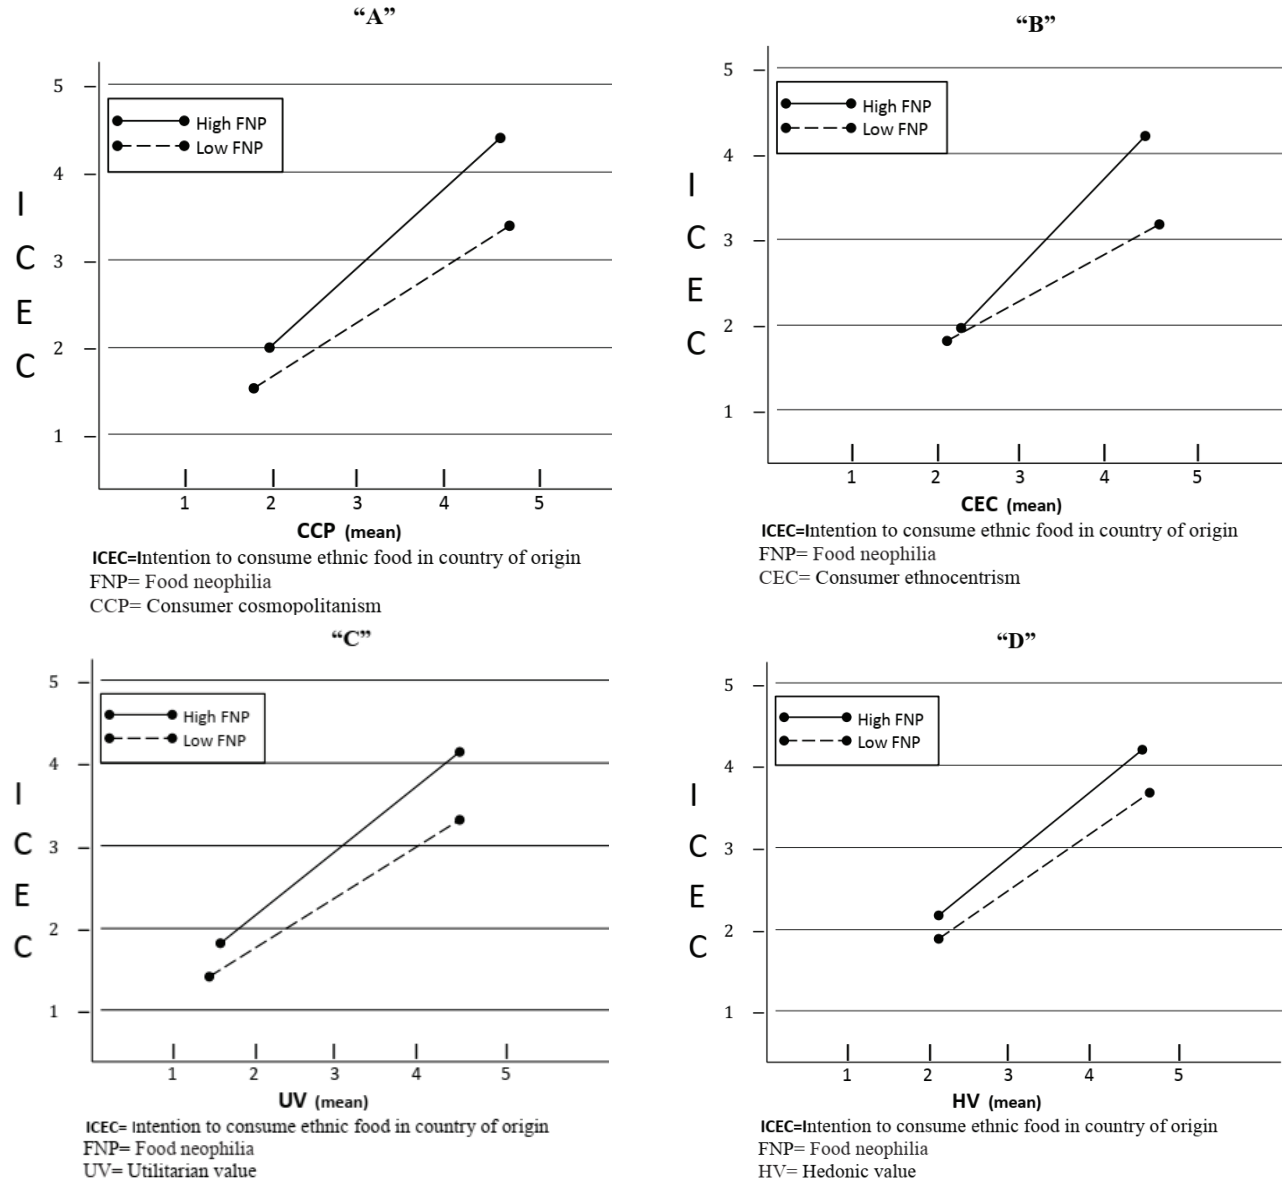 “A”
5
High FNP
Low FNP
4
I
C
3
E
2
C
1
1 2 3 4 5
CCP (mean)
ICEC=Intention to consume ethnic food in country of origin
FNP= Food neophilia
CCP= Consumer cosmopolitanism
“B”
5
High FNP
Low FNP
4
I
C
3
E
2
C
1
1 2 3 4 5
CEC (mean)
ICEC=Intention to consume ethnic food in country of origin
FNP= Food neophilia
CEC= Consumer ethnocentrism
“C”
5
High FNP
Low FNP
4
I
C
3
E
2
C
1
1 2 3 4 5
UV (mean)
ICEC= Intention to consume ethnic food in country of origin
FNP= Food neophilia
UV= Utilitarian value
“D”
5
High FNP
Low FNP
4
I
C
3
E
2
C
1
1 2 3 4 5
HV (mean)
ICEC=Intention to consume ethnic food in country of origin
FNP= Food neophilia
HV= Hedonic value